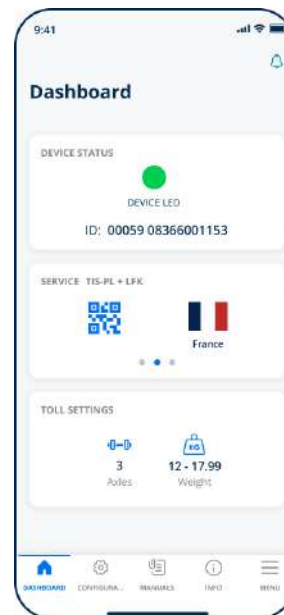 9:41
Dashboard
DEVICE STATUS
DEVICE LED
ID: 00059 08366001153
SERVICE TIS-PL + LFK
France
TOLL SETTINGS
KG
3 12 - 17.99
Axles Weight
DASHBOARD CONFIGURA... MANUALS INFO MENU